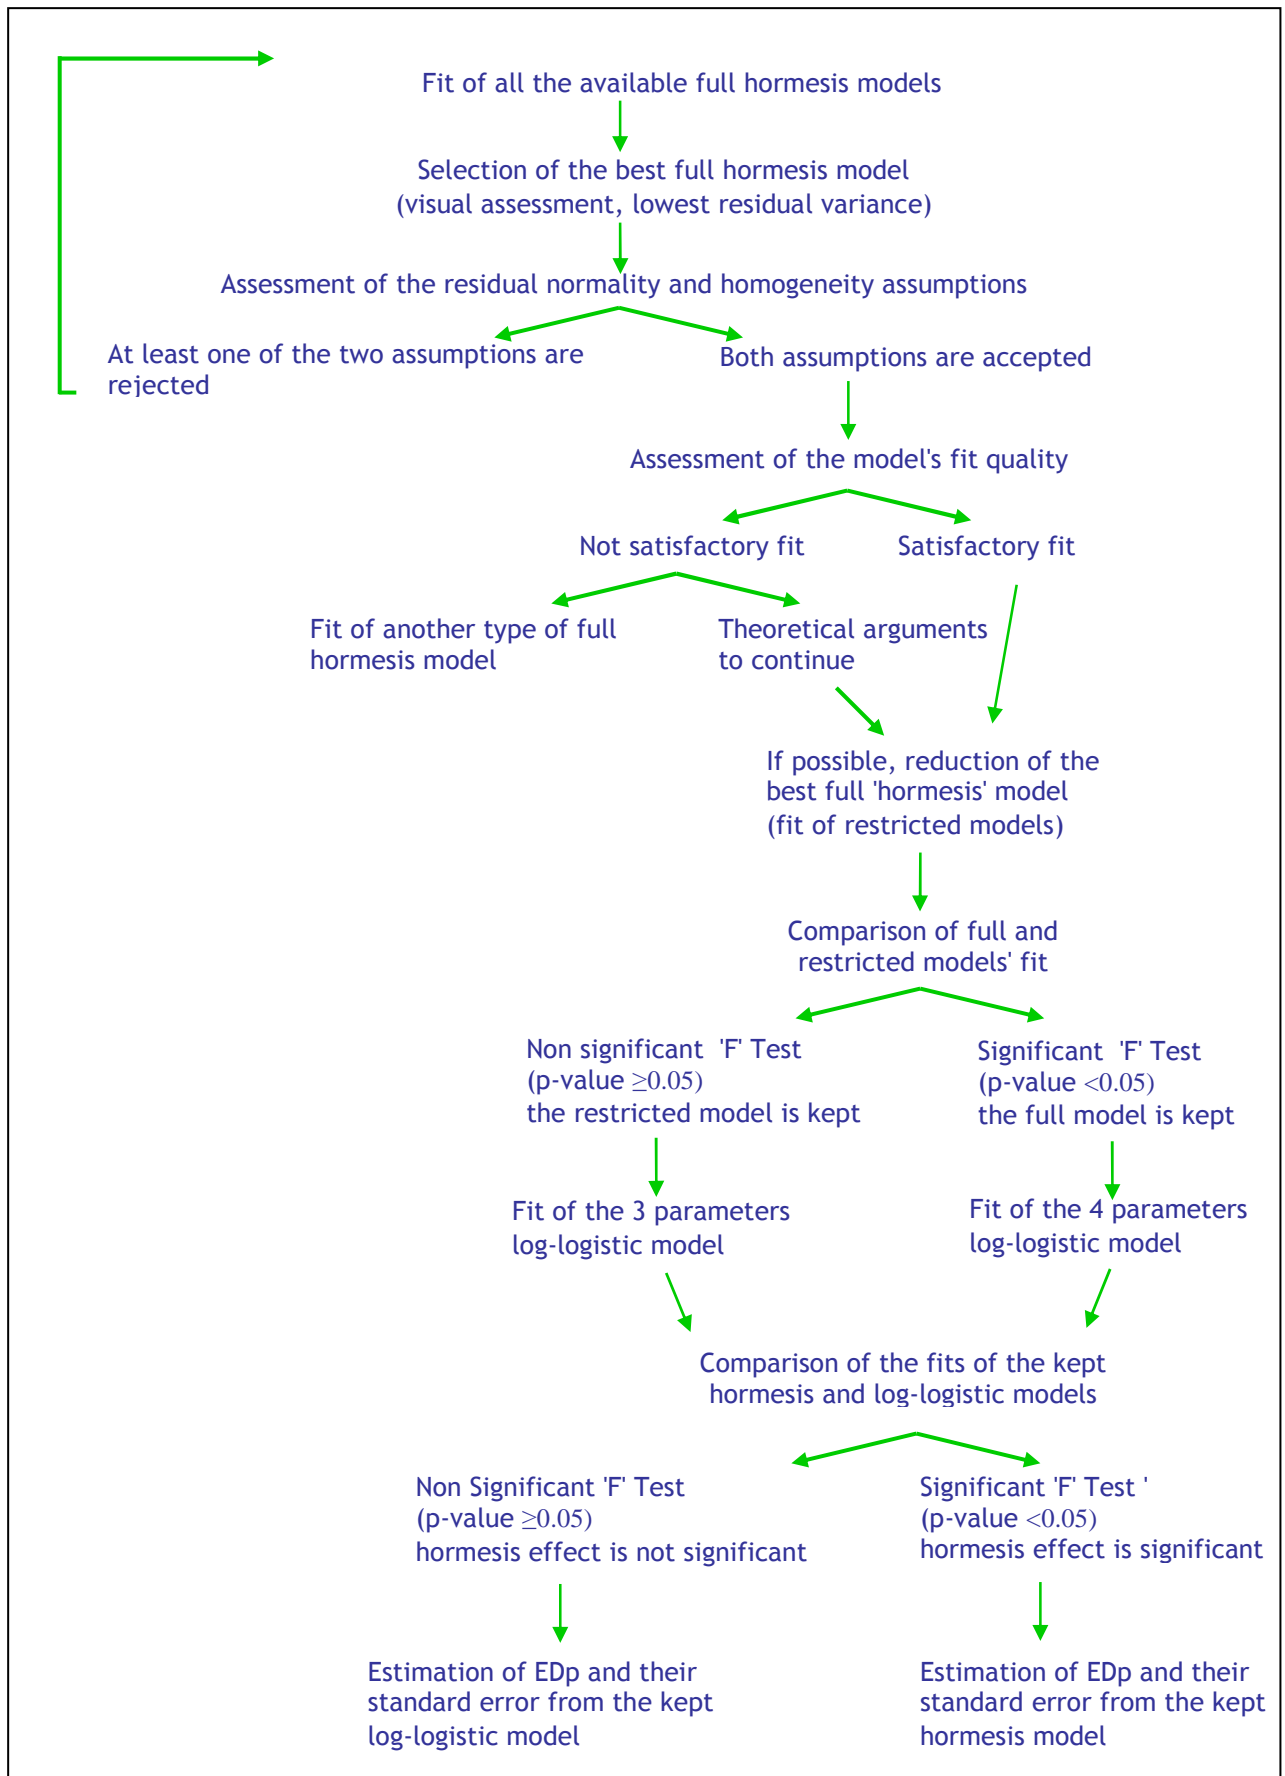 Fit of all the available full hormesis models
Selection of the best full hormesis model
(visual assessment, lowest residual variance)
Assessment of the residual normality and homogeneity assumptions
At least one of the two assumptions are
rejected
Both assumptions are accepted
Assessment of the model's fit quality
Not satisfactory fit
Satisfactory fit
Fit of another type of full
hormesis model
Theoretical arguments
to continue
If possible, reduction of the
best full 'hormesis' model
(fit of restricted models)
Comparison of full and
restricted models' fit
Non significant 'F' Test
(p-value ≥0.05)
the restricted model is kept
Significant 'F' Test
(p-value <0.05)
the full model is kept
Fit of the 3 parameters
log-logistic model
Fit of the 4 parameters
log-logistic model
Comparison of the fits of the kept
hormesis and log-logistic models
Non Significant 'F' Test
(p-value ≥0.05)
hormesis effect is not significant
Significant 'F' Test '
(p-value <0.05)
hormesis effect is significant
Estimation of EDp and their
standard error from the kept
log-logistic model
Estimation of EDp and their
standard error from the kept
hormesis model